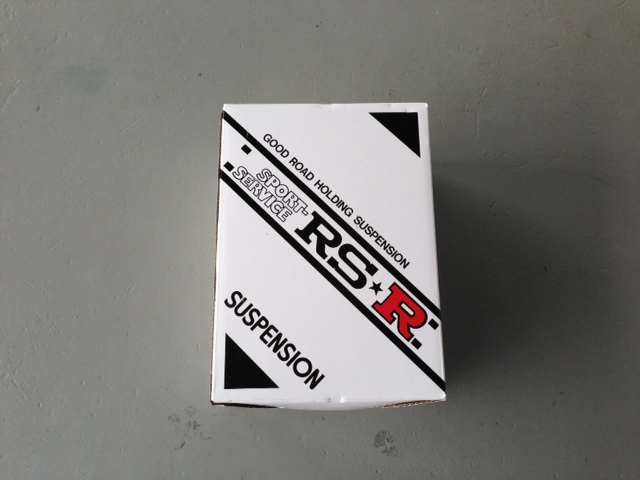 GOOD ROAD HOLDING SUSPENSION
SPORT-
SERVICE
RS★R
SUSPENSION